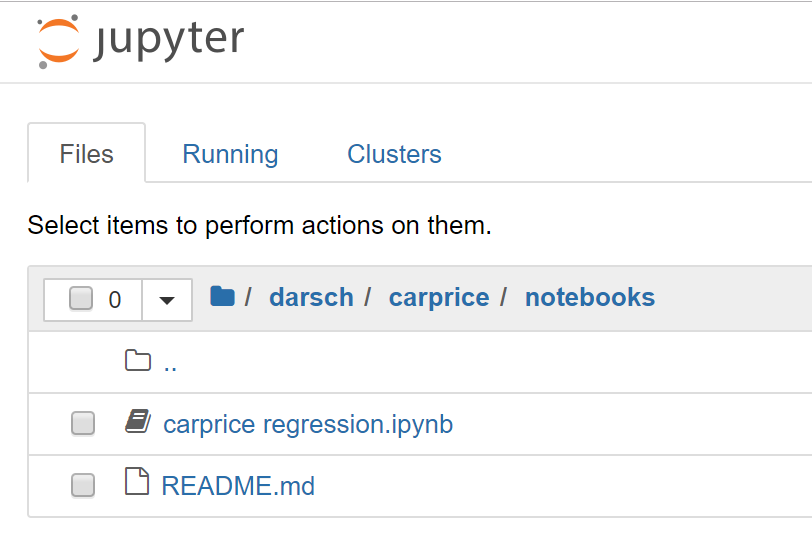 jupyter
Files Running Clusters
Select items to perform actions on them.
0 / darsch / carprice / notebooks
..
carprice regression.ipynb
README.md